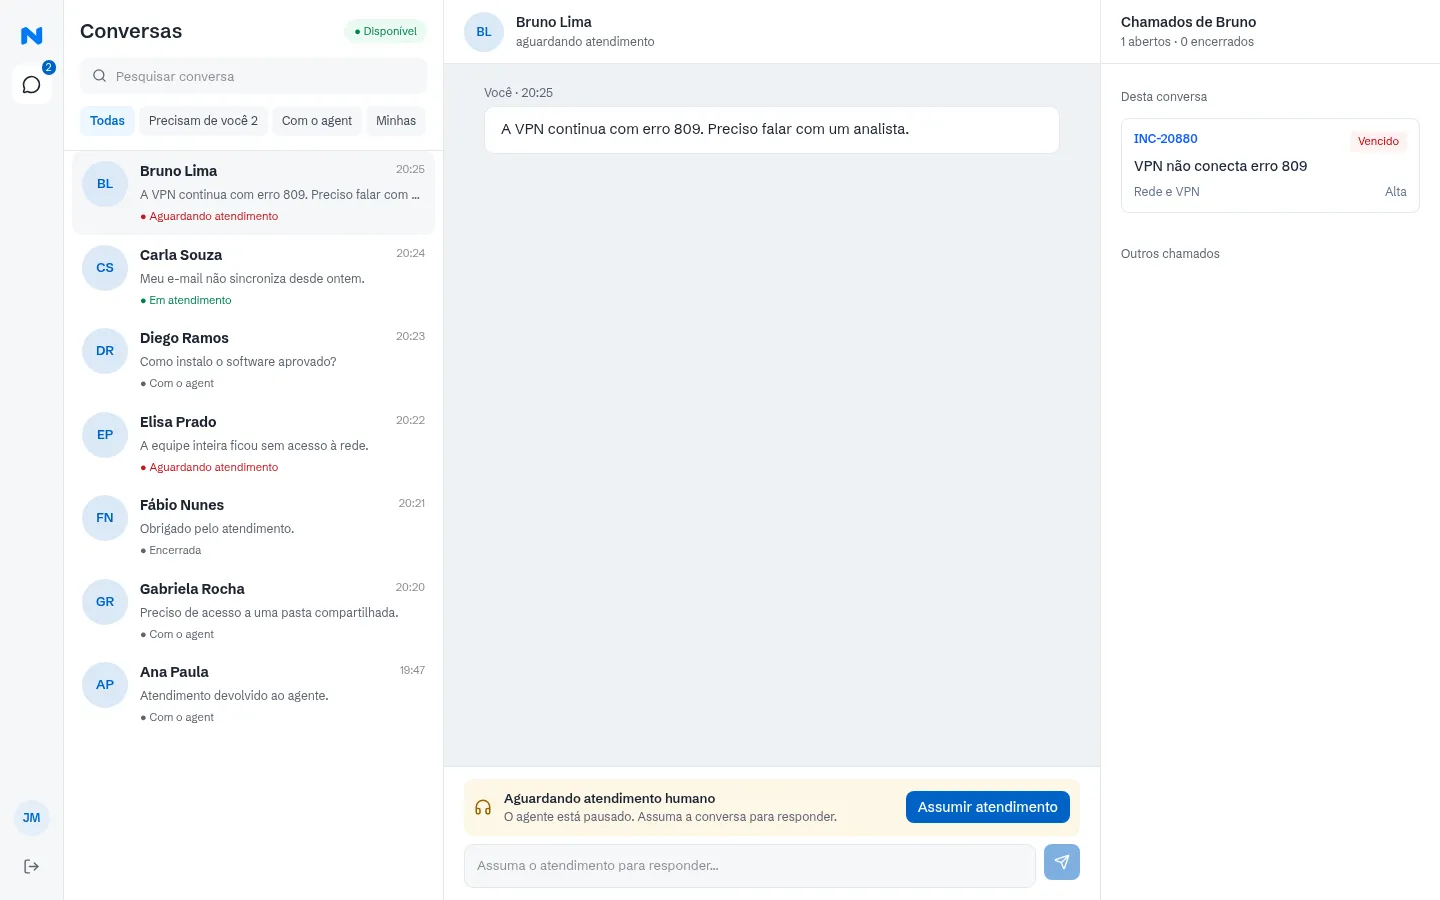 Conversas
● Disponível
2
Pesquisar conversa
Todas
Precisam de você 2
Com o agent
Minhas
BL
Bruno Lima
20:25
A VPN continua com erro 809. Preciso falar com ...
● Aguardando atendimento
CS
Carla Souza
20:24
Meu e-mail não sincroniza desde ontem.
● Em atendimento
DR
Diego Ramos
20:23
Como instalo o software aprovado?
● Com o agent
EP
Elisa Prado
20:22
A equipe inteira ficou sem acesso à rede.
● Aguardando atendimento
FN
Fábio Nunes
20:21
Obrigado pelo atendimento.
● Encerrada
GR
Gabriela Rocha
20:20
Preciso de acesso a uma pasta compartilhada.
● Com o agent
AP
Ana Paula
19:47
Atendimento devolvido ao agente.
● Com o agent
JM
BL
Bruno Lima
aguardando atendimento
Você · 20:25
A VPN continua com erro 809. Preciso falar com um analista.
Aguardando atendimento humano
O agente está pausado. Assuma a conversa para responder.
Assumir atendimento
Assuma o atendimento para responder...
Chamados de Bruno
1 abertos · 0 encerrados
Desta conversa
INC-20880
Vencido
VPN não conecta erro 809
Rede e VPN
Alta
Outros chamados